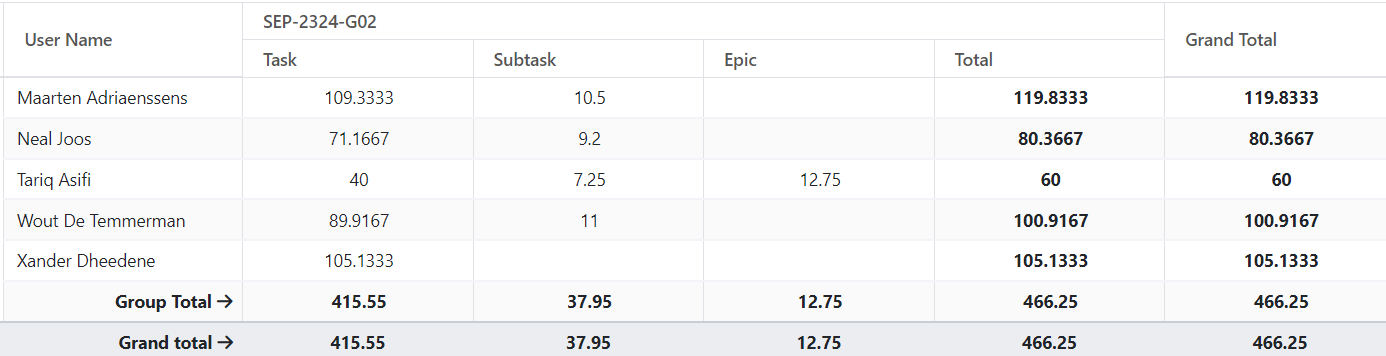 SEP-2324-G02
User Name Grand Total
Task Subtask Epic Total
Maarten Adriaenssens 109.3333 10.5 119.8333 119.8333
Neal Joos 71.1667 9.2 80.3667 80.3667
Tariq Asifi 40 7.25 12.75 60 60
Wout De Temmerman 89.9167 11 100.9167 100.9167
Xander Dheedene 105.1333 105.1333 105.1333
Group Total → 415.55 37.95 12.75 466.25 466.25
Grand total → 415.55 37.95 12.75 466.25 466.25